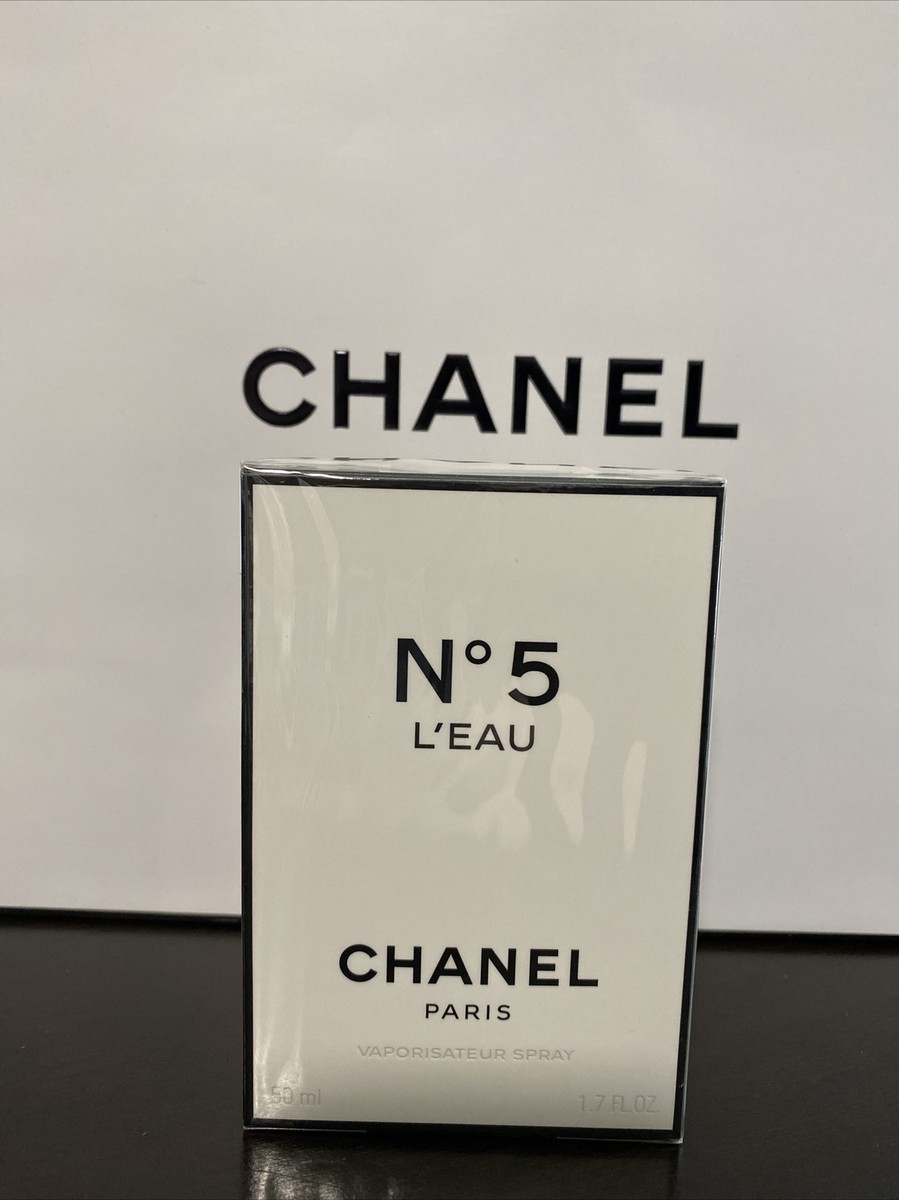 CHANEL
N°5
L'EAU
CHANEL
PARIS
VAPORISATEUR SPRAY
50 ml 1.7 FL.OZ.